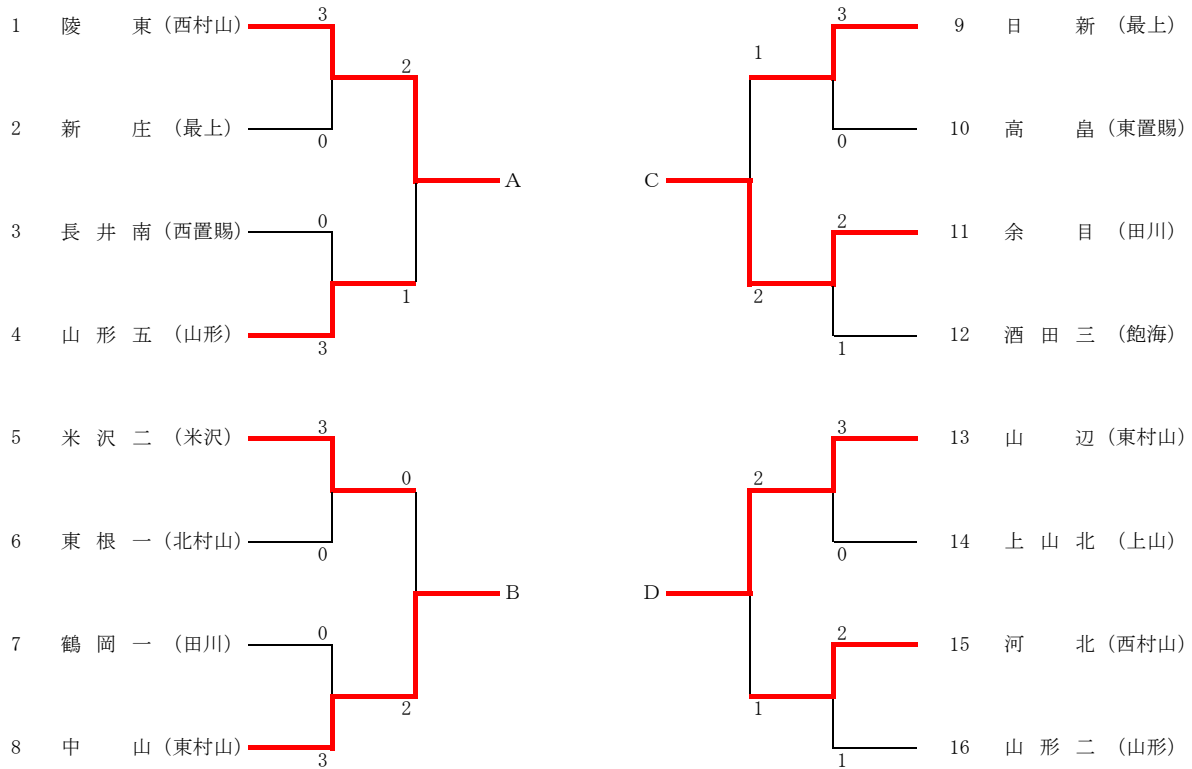 3 3
1 陵 東 (西村山) 9 日 新 (最上)
2 1
2 新 庄 (最上) 10 高 畠 (東置賜)
0 0
A C
0 2
3 長 井 南 (西置賜) 11 余 目 (田川)
1 2
4 山 形 五 (山形) 12 酒 田 三 (飽海)
3 1
3 3
5 米 沢 二 (米沢) 13 山 辺 (東村山)
0 2
6 東 根 一 (北村山) 14 上 山 北 (上山)
0 0
B D
0 2
7 鶴 岡 一 (田川) 15 河 北 (西村山)
2 1
8 中 山 (東村山) 16 山 形 二 (山形)
3 1